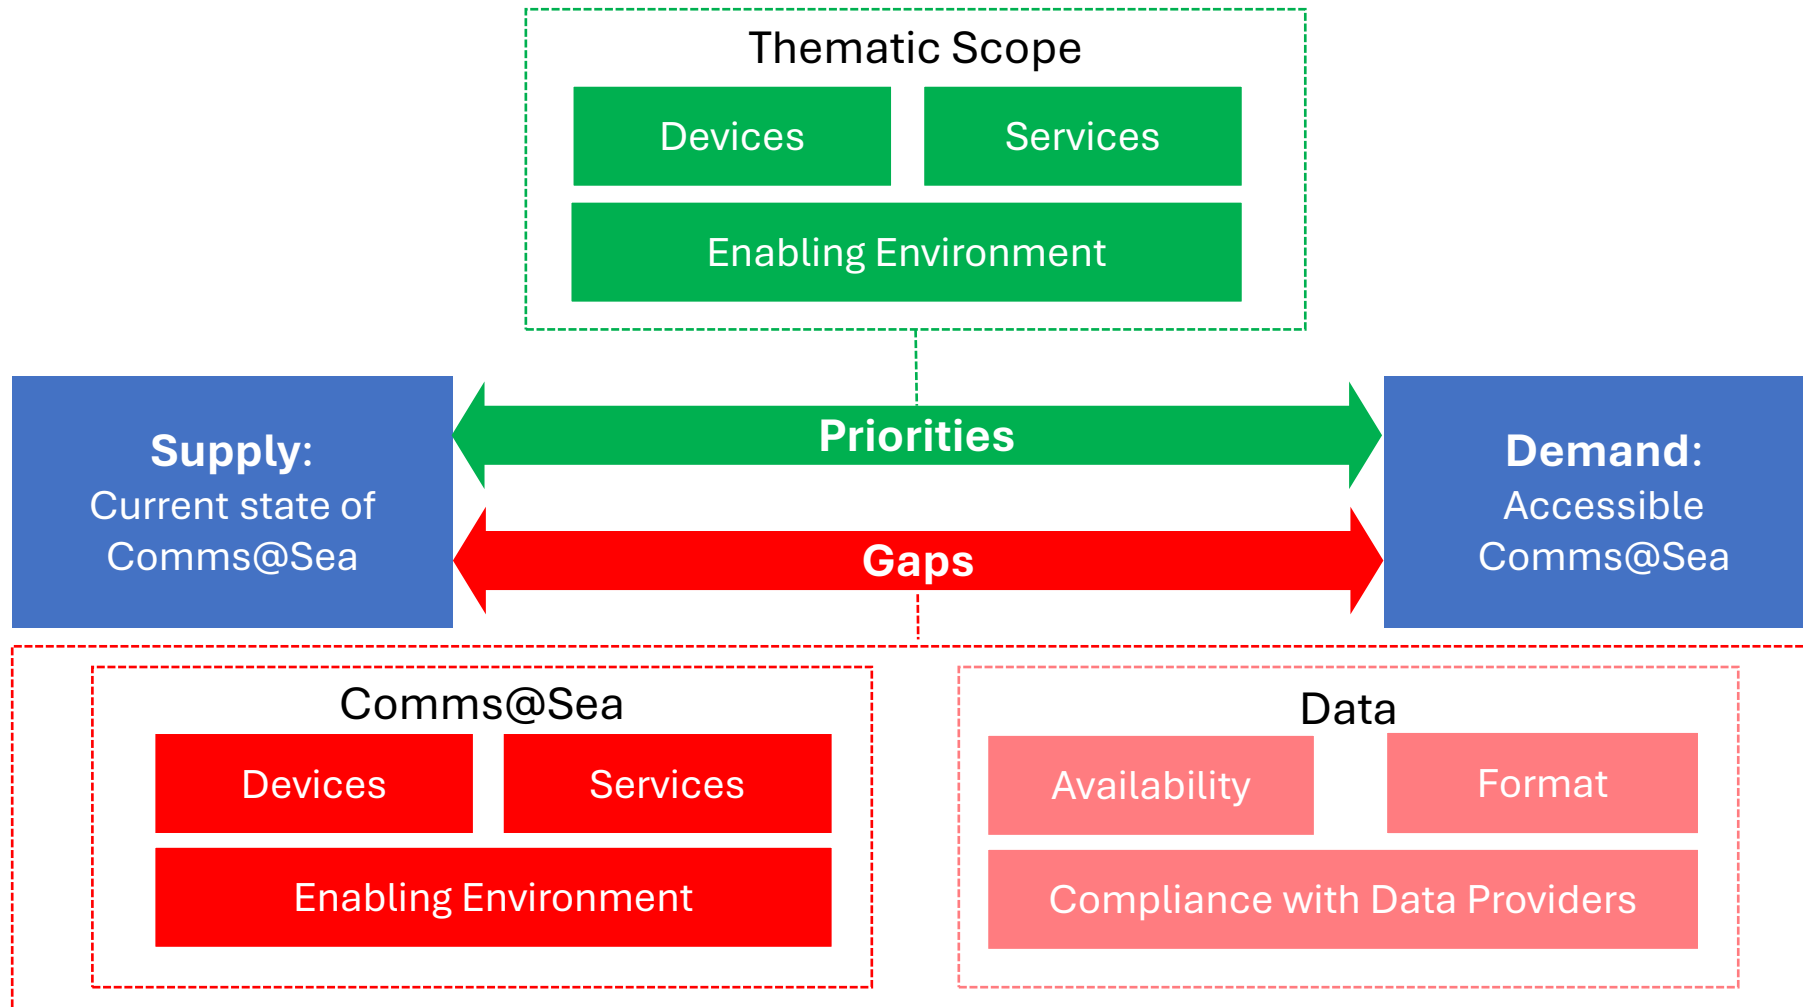 Thematic Scope
Devices
Services
Enabling Environment
Supply:
Current state of
Comms@Sea
Priorities
Gaps
Demand:
Accessible
Comms@Sea
Comms@Sea
Devices
Services
Enabling Environment
Data
Availability
Format
Compliance with Data Providers